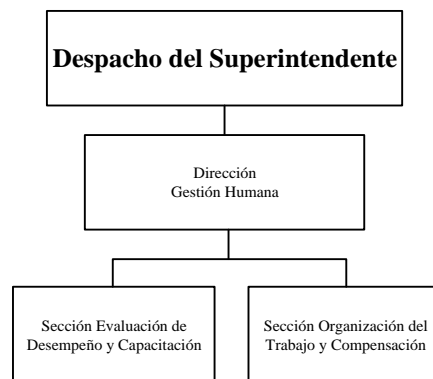 Despacho del Superintendente
Dirección
Gestión Humana
Sección Evaluación de
Desempeño y Capacitación
Sección Organización del
Trabajo y Compensación